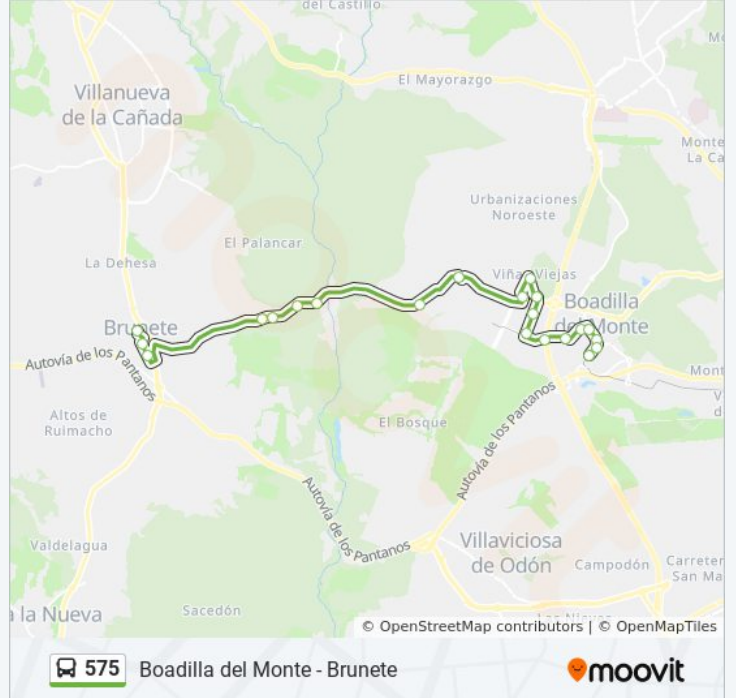 del Castillo
El Mayorazgo
Villanueva
de la Cañada
Monte
La Ca
Urbanizaciones
Noroeste
El Palancar
La Dehesa
Viñas Viejas
Boadilla
del Monte
Brunete
Autovía de los Pantanos
Mont
Altos de
Ruimacho
El Bosque
Autovía de los Pantanos
Autovía de los Pantanos
Valdelagua
Villaviciosa
de Odón
Campodón
Carreter
San Ma
Sacedón
a la Nueva
© OpenStreetMap contributors | © OpenMapTiles
575 Boadilla del Monte - Brunete
moovit